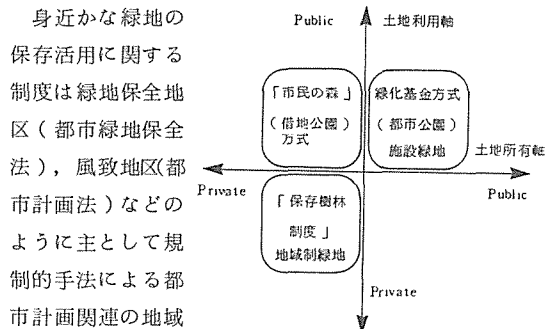 身近かな緑地の
保存活用に関する
制度は緑地保全地
区(都市緑地保全
法)，風致地区(都
市計画法)などの
ように主として規
制的手法による都
市計画関連の地域
Public
土地利用軸
「市民の森」
(借地公園)
方式
緑化基金方式
(都市公園)
施設緑地
土地所有軸
Private
Public
「保存樹林
制度」
地域制緑地
Private